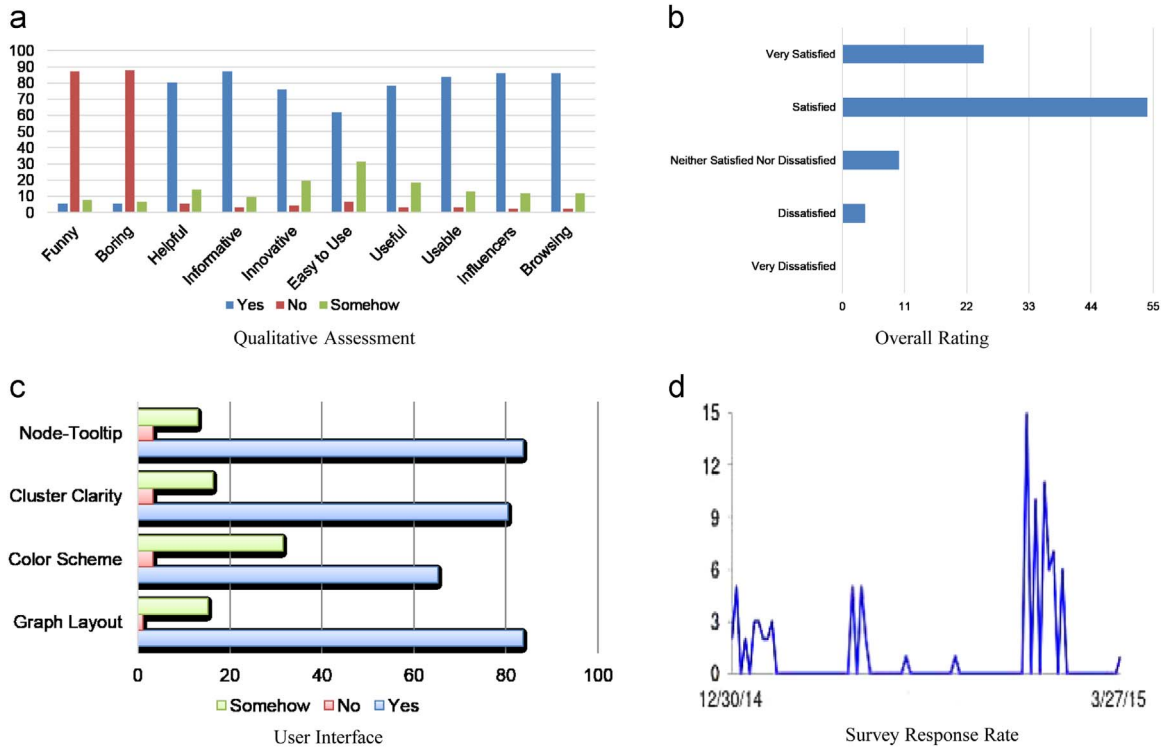 a
100
90
80
70
60
50
40
30
20
10
0
Funny
Boring
Helpful
Informative
Innovative
Easy to Use
Useful
Usable
Influencers
Browsing
Yes No Somehow
Qualitative Assessment
b
Very Satisfied
Satisfied
Neither Satisfied Nor Dissatisfied
Dissatisfied
Very Dissatisfied
0 11 22 33 44 55
Overall Rating
c
Node-Tooltip
Cluster Clarity
Color Scheme
Graph Layout
0 20 40 60 80 100
Somehow No Yes
User Interface
d
15
12
9
6
3
0
12/30/14 3/27/15
Survey Response Rate